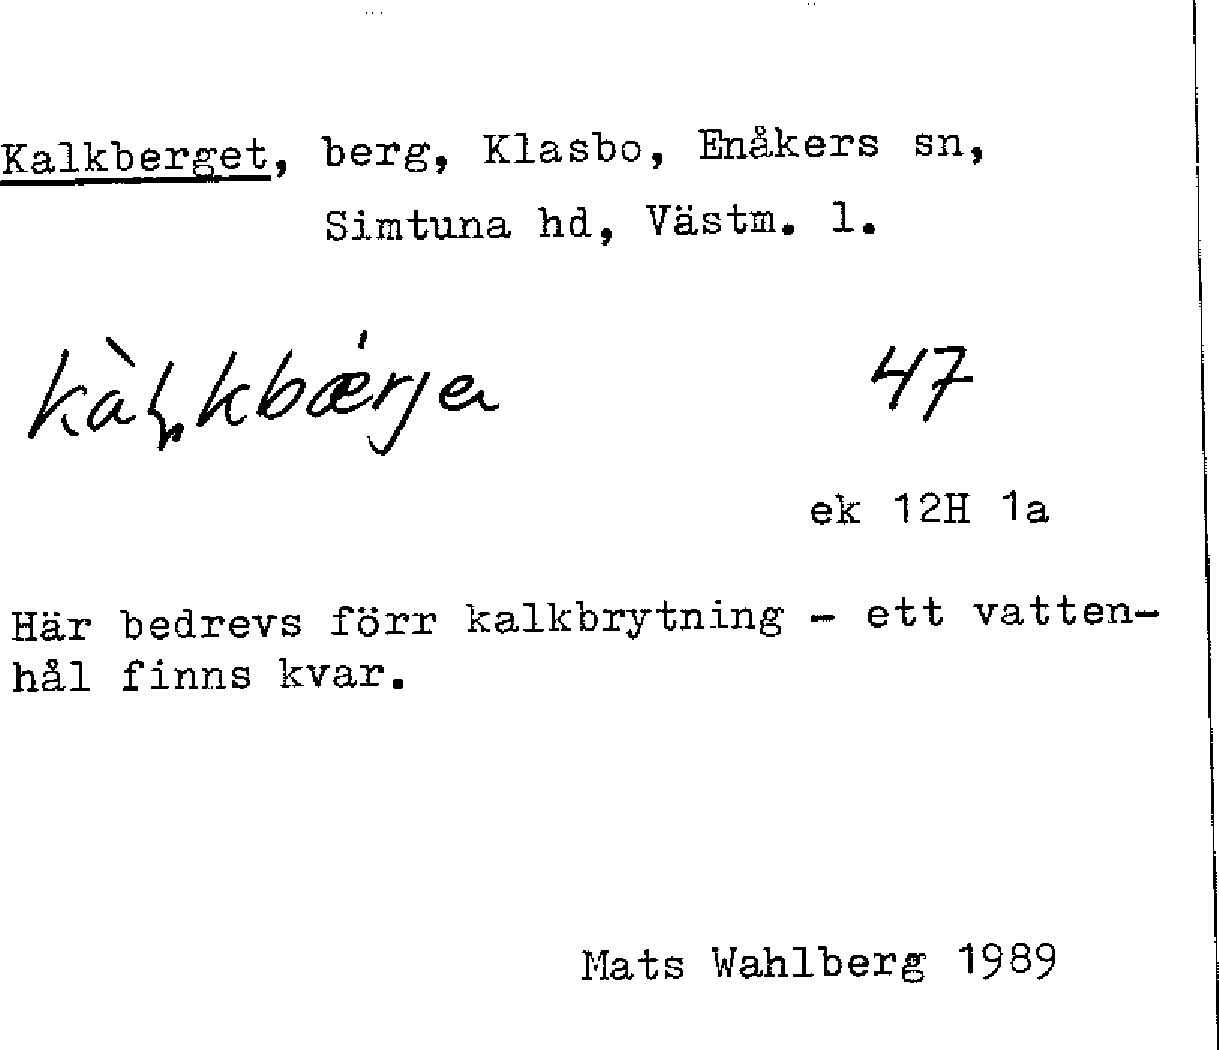 Kalkberget, berg, Klasbo, Enåkers sn,
Simtuna hd, Västm. l.
47
ek 12H 1a
Här bedrevs förr kalkbrytning - ett vatten-
hål finns kvar.
Mats Wahlberg 1989